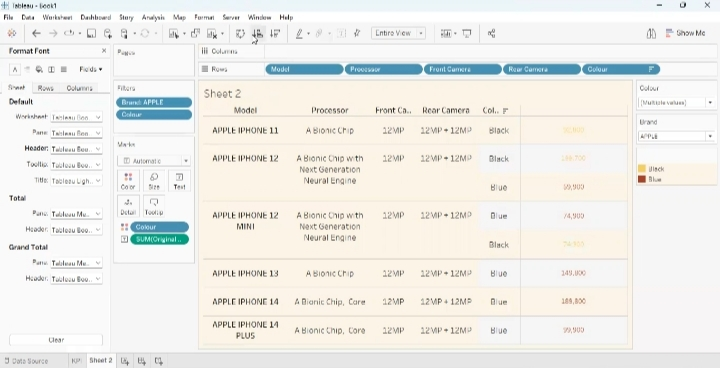 Tableau - Book1
File Data Worksheet Dashboard Story Analysis Map Format Server Window Help
Entire View
Show Me
Format Font
Fields
Sheet Rows Columns
Default
Worksheet: Tableau Boo..
Pane: Tableau Boo..
Header: Tableau Boo..
Tooltip: Tableau Boo..
Title: Tableau Ligh..
Total
Pane: Tableau Me..
Header: Tableau Boo..
Grand Total
Pane: Tableau Me..
Header: Tableau Boo..
Clear
Pages
Filters
Brand: APPLE
Colour
Marks
Automatic
Color Size Text
Detail Tooltip
Colour
SUM(Original ..
Columns
Rows Model Processor Front Camera Rear Camera Colour
Sheet 2
Model Processor Front Ca.. Rear Camera Col..
APPLE IPHONE 11 A Bionic Chip 12MP 12MP + 12MP Black
APPLE IPHONE 12 A Bionic Chip with Next Generation Neural Engine 12MP 12MP + 12MP Black
Blue 59,900
APPLE IPHONE 12 MINI A Bionic Chip with Next Generation Neural Engine 12MP 12MP + 12MP Blue 74,900
Black
APPLE IPHONE 13 A Bionic Chip 12MP 12MP + 12MP Blue 149,800
APPLE IPHONE 14 A Bionic Chip, Core 12MP 12MP + 12MP Blue
APPLE IPHONE 14 PLUS A Bionic Chip, Core 12MP 12MP + 12MP Blue 99,900
Colour
(Multiple values)
Brand
APPLE
Black
Blue
Data Source KPI Sheet 2